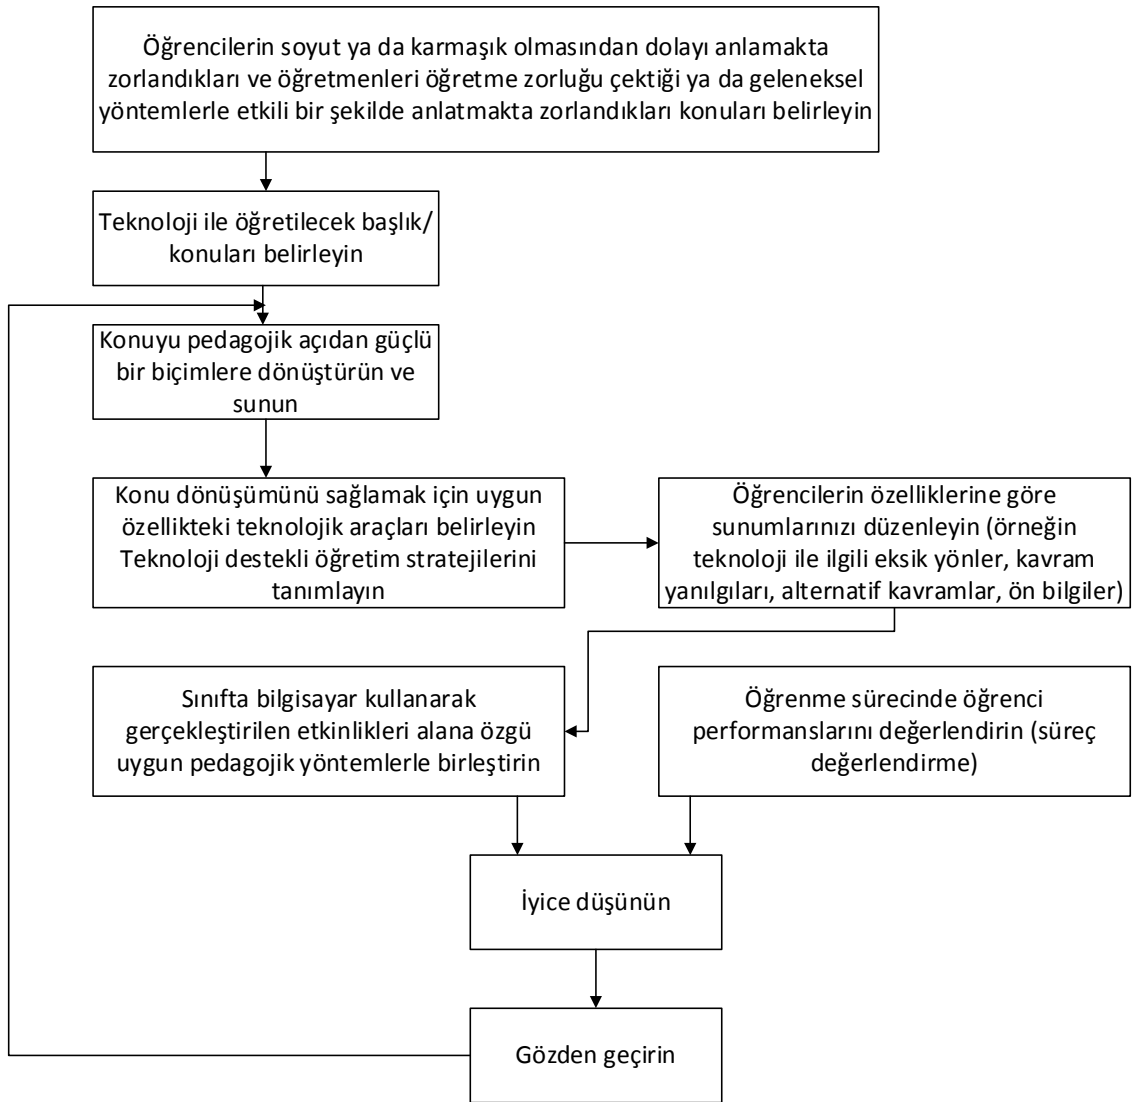 Öğrencilerin soyut ya da karmaşık olmasından dolayı anlamakta
zorlandıkları ve öğretmenleri öğretme zorluğu çektiği ya da geleneksel
yöntemlerle etkili bir şekilde anlatmakta zorlandıkları konuları belirleyin
Teknoloji ile öğretilecek başlık/
konuları belirleyin
Konuyu pedagojik açıdan güçlü
bir biçimlere dönüştürün ve
sunun
Konu dönüşümünü sağlamak için uygun
özellikteki teknolojik araçları belirleyin
Teknoloji destekli öğretim stratejilerini
tanımlayın
Öğrencilerin özelliklerine göre
sunumlarınızı düzenleyin (örneğin
teknoloji ile ilgili eksik yönler, kavram
yanılgıları, alternatif kavramlar, ön bilgiler)
Sınıfta bilgisayar kullanarak
gerçekleştirilen etkinlikleri alana özgü
uygun pedagojik yöntemlerle birleştirin
Öğrenme sürecinde öğrenci
performanslarını değerlendirin (süreç
değerlendirme)
İyice düşünün
Gözden geçirin